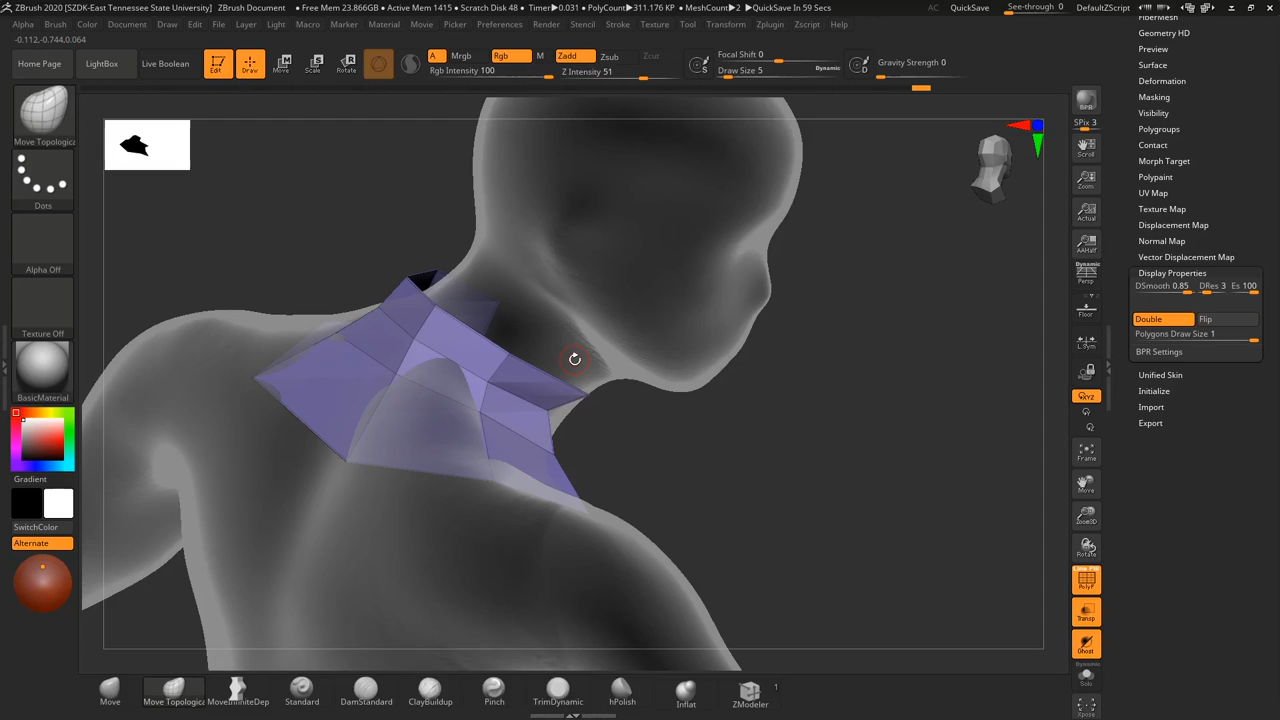 ZBrush 2020 [SZDK-East Tennessee State University] ZBrush Document • Free Mem 23.866GB • Active Mem 1415 • Scratch Disk 48 • Timer▶0.031 • PolyCount▶311.176 KP • MeshCount▶2 ▶QuickSave In 59 Secs AC QuickSave See-through 0 Menus DefaultZScript
Alpha Brush Color Document Draw Edit File Layer Light Macro Marker Material Movie Picker Preferences Render Stencil Stroke Texture Tool Transform Zplugin Zscript Help
-0.112,-0.744,0.064
Home Page LightBox Live Boolean Edit Draw Move Scale Rotate A Mrgb Rgb M Zadd Zsub Zcut Focal Shift 0 Gravity Strength 0
Rgb Intensity 100 Z Intensity 51 S Draw Size 5 Dynamic D
Move Topologica
Dots
Alpha Off
Texture Off
BasicMaterial
Gradient
SwitchColor
Alternate
BPR
SPix 3
Scroll
Zoom
Actual
AAHalf
Dynamic
Persp
Floor
L.Sym
XYZ
Y
Z
Frame
Move
Zoom3D
Rotate
Line Fill
PolyF
Transp
Ghost
Dynamic
Solo
Xpose
FiberMesh
Geometry HD
Preview
Surface
Deformation
Masking
Visibility
Polygroups
Contact
Morph Target
Polypaint
UV Map
Texture Map
Displacement Map
Normal Map
Vector Displacement Map
Display Properties
DSmooth 0.85 DRes 3 Es 100
Double Flip
Polygons Draw Size 1
BPR Settings
Unified Skin
Initialize
Import
Export
Move Move Topologica MoveInfiniteDep Standard DamStandard ClayBuildup Pinch TrimDynamic hPolish Inflat ZModeler 1